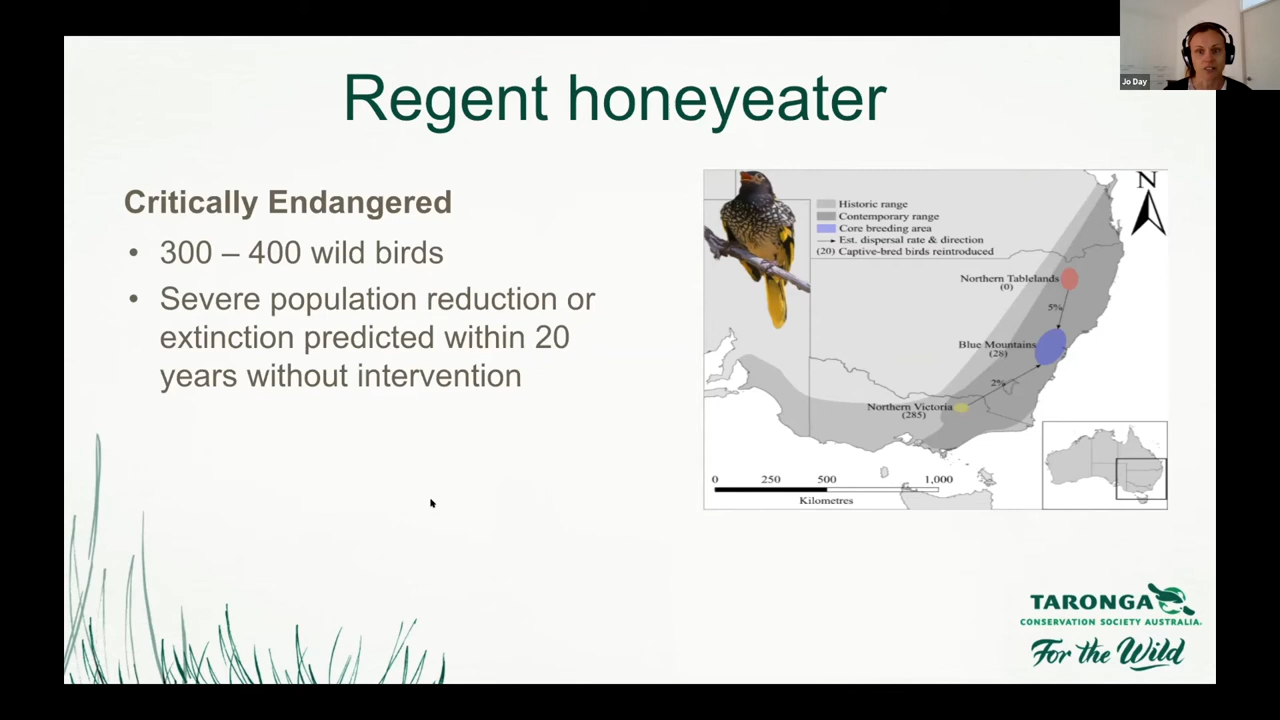 Jo Day
Regent honeyeater
Critically Endangered
• 300 – 400 wild birds
• Severe population reduction or
extinction predicted within 20
years without intervention
N
Historic range
Contemporary range
Core breeding area
Est. dispersal rate & direction
(20) Captive-bred birds reintroduced
Northern Tablelands
(0)
5%
Blue Mountains
(28)
2%
Northern Victoria
(285)
0 250 500 1,000
Kilometres
TARONGA
CONSERVATION SOCIETY AUSTRALIA
For the Wild